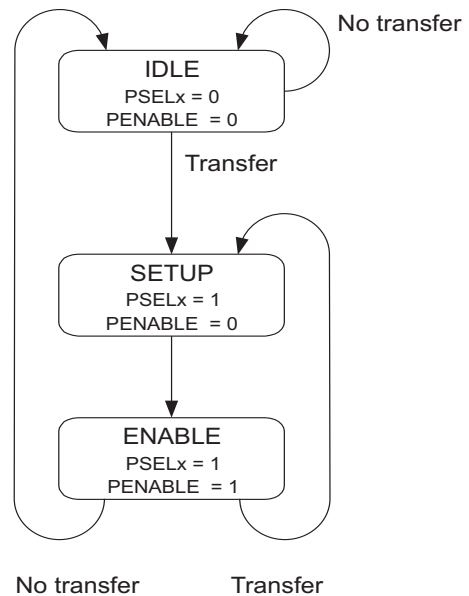 No transfer
IDLE
PSELx = 0
PENABLE = 0
Transfer
SETUP
PSELx = 1
PENABLE = 0
ENABLE
PSELx = 1
PENABLE = 1
No transfer
Transfer